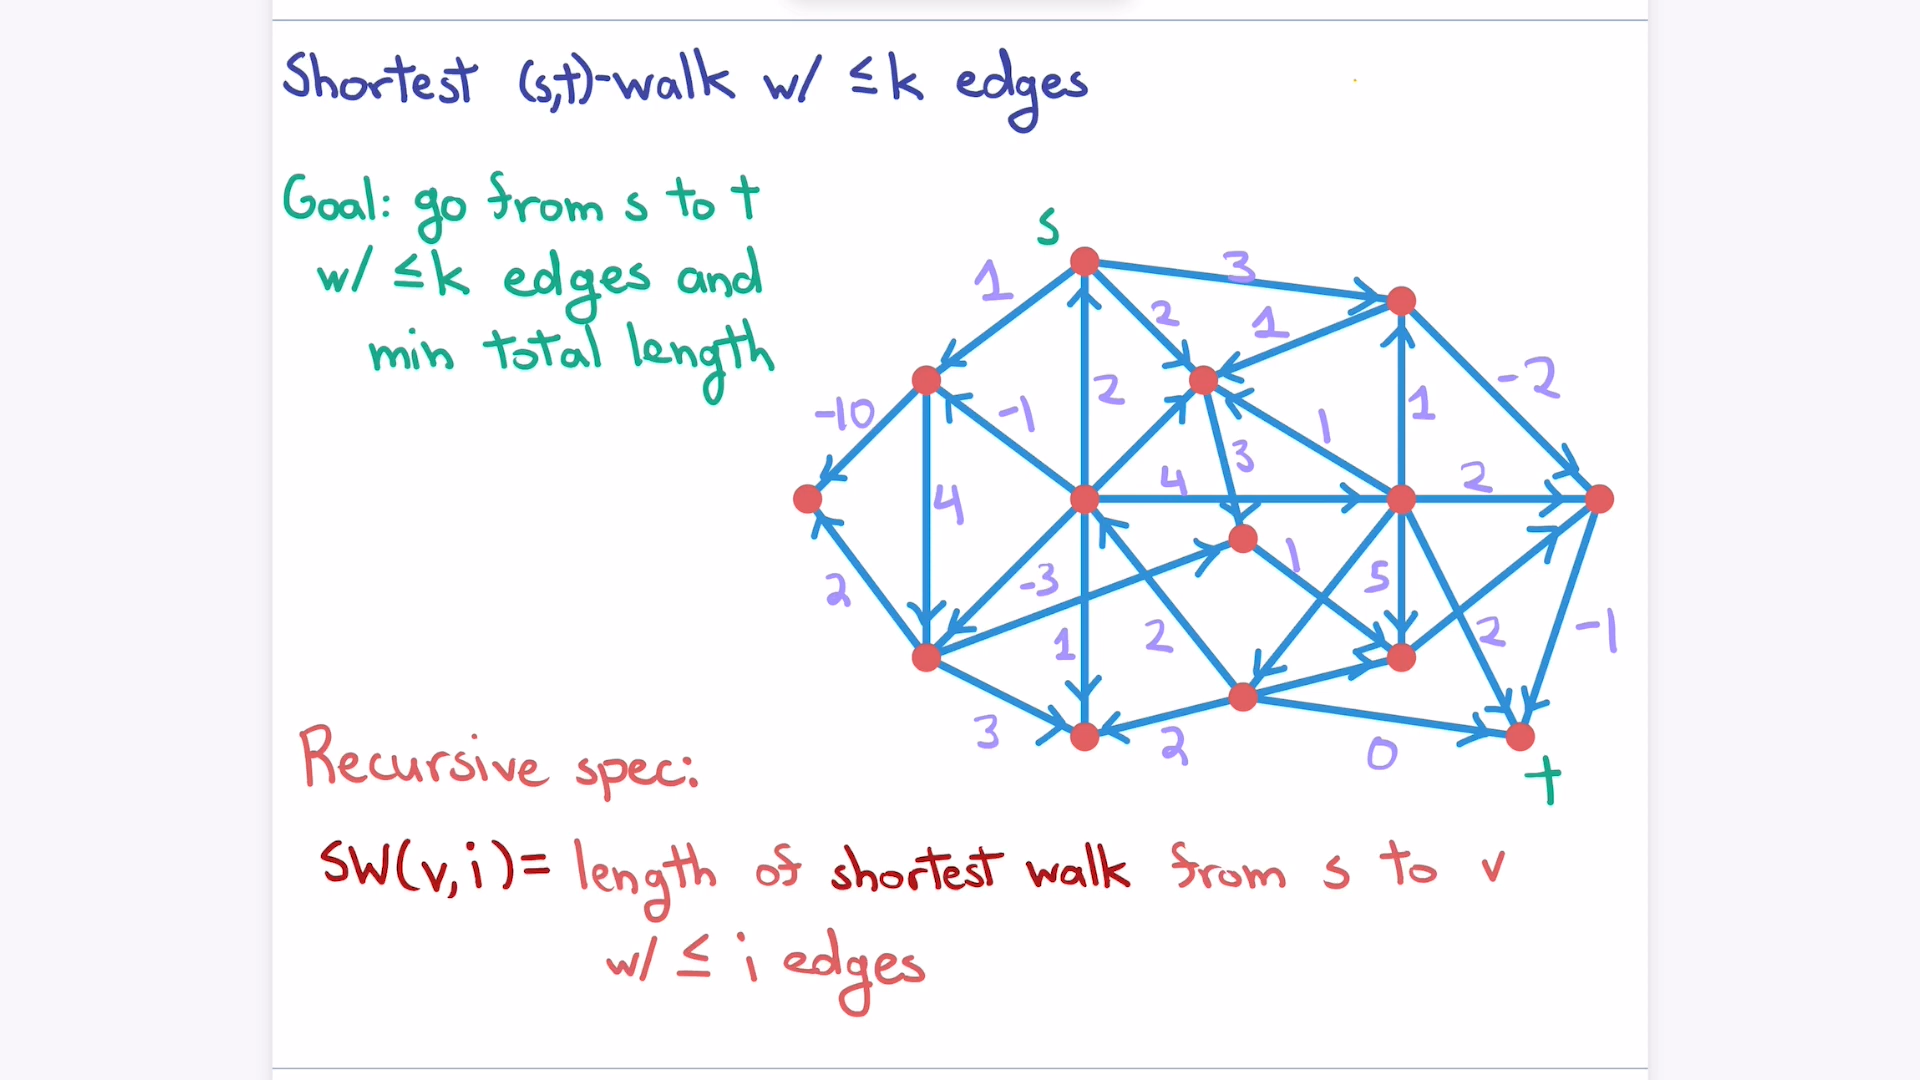 Shortest (s,t)-walk w/ ≤k edges
Goal: go from s to t
w/ ≤k edges and
min total length
s
1
3
2
1
-10
-1
2
1
1
-2
4
4
3
2
2
-3
1
5
2
-1
1
2
3
2
0
t
Recursive spec:
SW(v,i)= length of shortest walk from s to v
w/ ≤ i edges